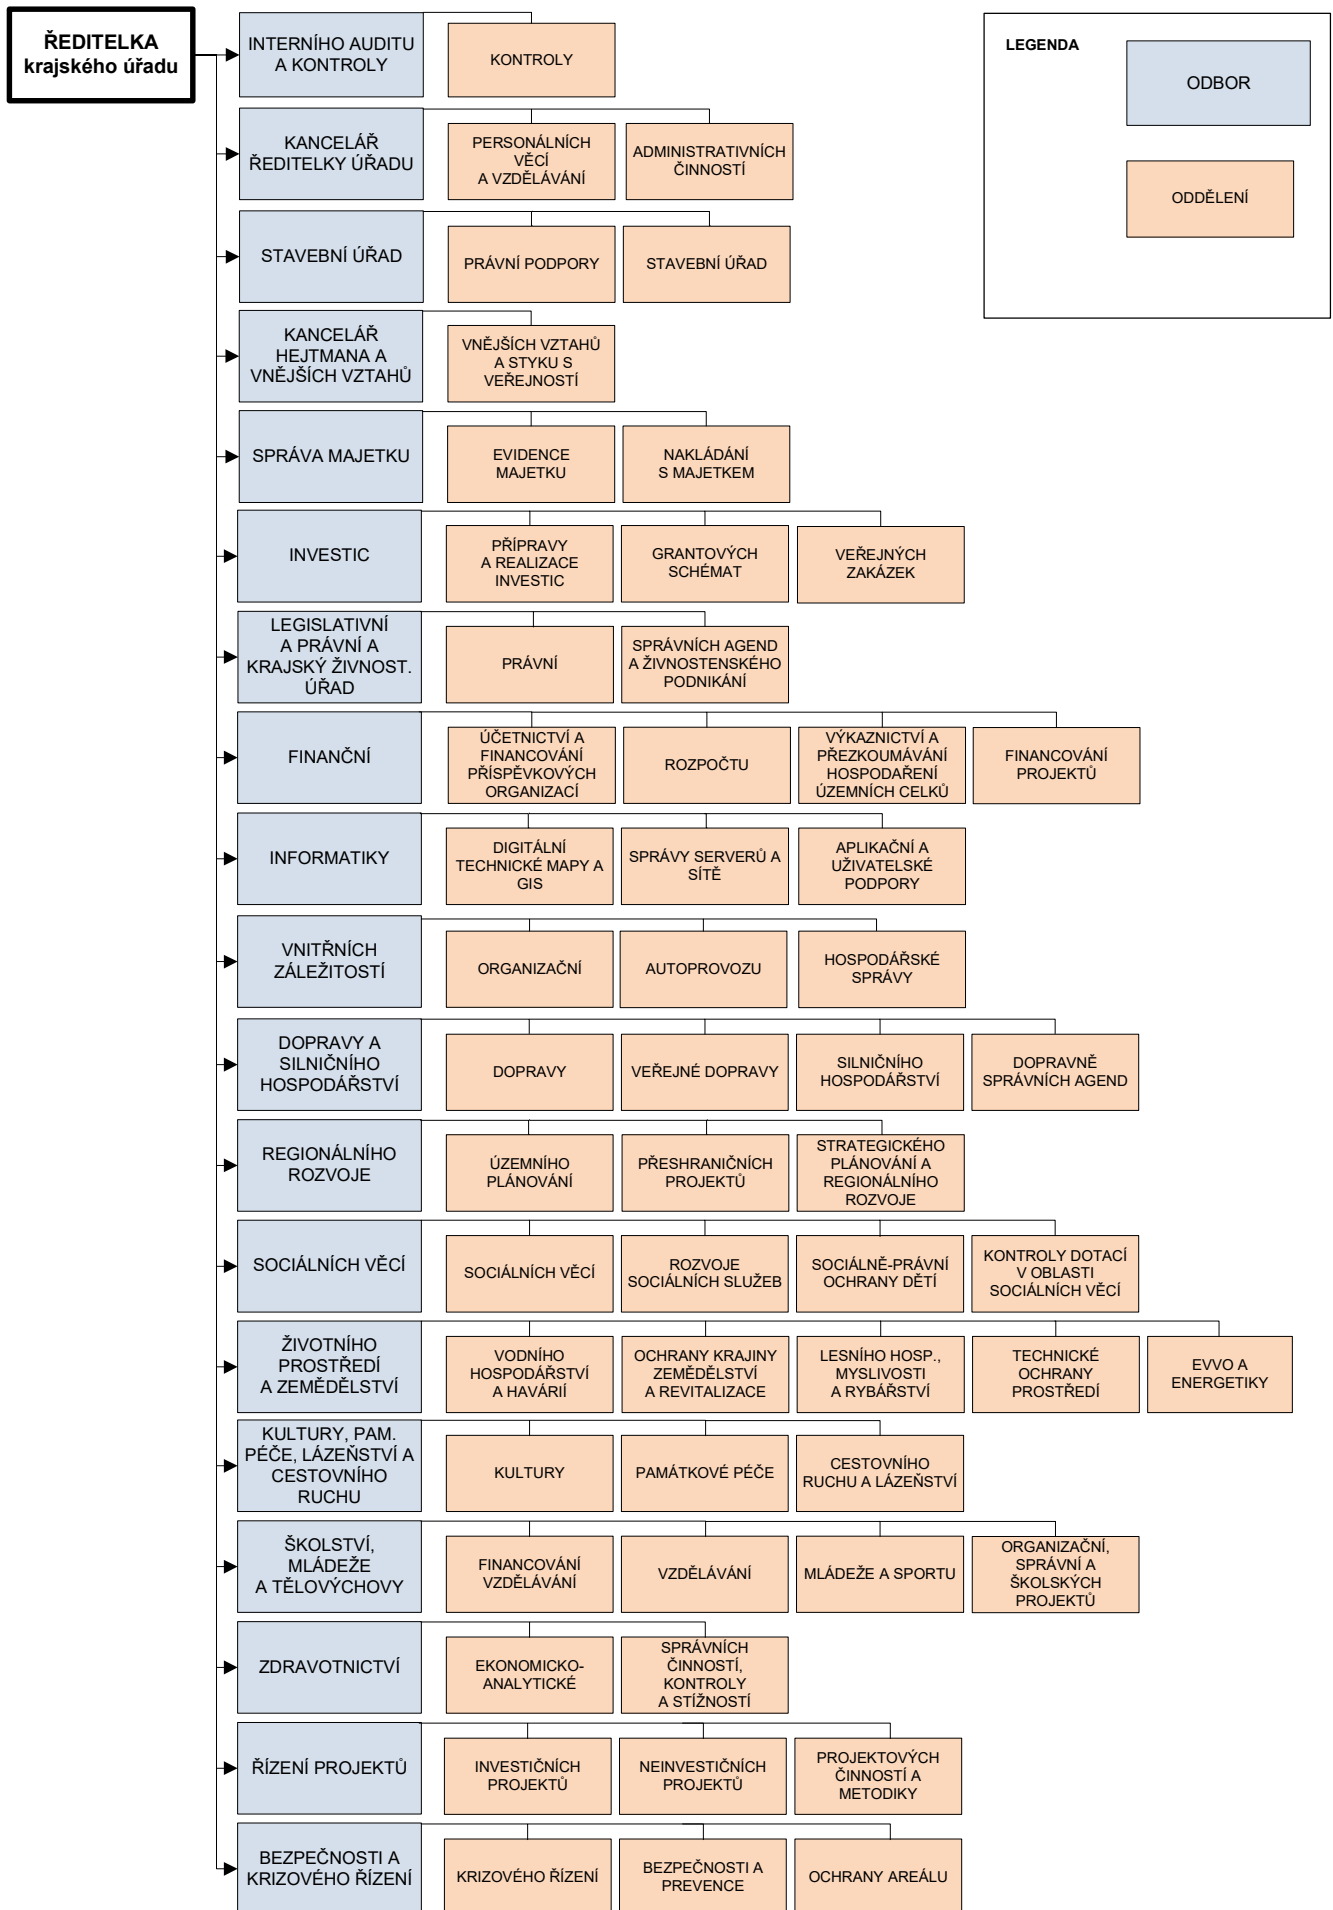 ŘEDITELKA
krajského úřadu
LEGENDA
ODBOR
ODDĚLENÍ
INTERNÍHO AUDITU
A KONTROLY
KONTROLY
KANCELÁŘ
ŘEDITELKY ÚŘADU
PERSONÁLNÍCH
VĚCÍ
A VZDĚLÁVÁNÍ
ADMINISTRATIVNÍCH
ČINNOSTÍ
STAVEBNÍ ÚŘAD
PRÁVNÍ PODPORY
STAVEBNÍ ÚŘAD
KANCELÁŘ
HEJTMANA A
VNĚJŠÍCH VZTAHŮ
VNĚJŠÍCH VZTAHŮ
A STYKU S
VEŘEJNOSTÍ
SPRÁVA MAJETKU
EVIDENCE
MAJETKU
NAKLÁDÁNÍ
S MAJETKEM
INVESTIC
PŘÍPRAVY
A REALIZACE
INVESTIC
GRANTOVÝCH
SCHÉMAT
VEŘEJNÝCH
ZAKÁZEK
LEGISLATIVNÍ
A PRÁVNÍ A
KRAJSKÝ ŽIVNOST.
ÚŘAD
PRÁVNÍ
SPRÁVNÍCH AGEND
A ŽIVNOSTENSKÉHO
PODNIKÁNÍ
FINANČNÍ
ÚČETNICTVÍ A
FINANCOVÁNÍ
PŘÍSPĚVKOVÝCH
ORGANIZACÍ
ROZPOČTU
VÝKAZNICTVÍ A
PŘEZKOUMÁVÁNÍ
HOSPODAŘENÍ
ÚZEMNÍCH CELKŮ
FINANCOVÁNÍ
PROJEKTŮ
INFORMATIKY
DIGITÁLNÍ
TECHNICKÉ MAPY A
GIS
SPRÁVY SERVERŮ A
SÍTĚ
APLIKAČNÍ A
UŽIVATELSKÉ
PODPORY
VNITŘNÍCH
ZÁLEŽITOSTÍ
ORGANIZAČNÍ
AUTOPROVOZU
HOSPODÁŘSKÉ
SPRÁVY
DOPRAVY A
SILNIČNÍHO
HOSPODÁŘSTVÍ
DOPRAVY
VEŘEJNÉ DOPRAVY
SILNIČNÍHO
HOSPODÁŘSTVÍ
DOPRAVNĚ
SPRÁVNÍCH AGEND
REGIONÁLNÍHO
ROZVOJE
ÚZEMNÍHO
PLÁNOVÁNÍ
PŘESHRANIČNÍCH
PROJEKTŮ
STRATEGICKÉHO
PLÁNOVÁNÍ A
REGIONÁLNÍHO
ROZVOJE
SOCIÁLNÍCH VĚCÍ
SOCIÁLNÍCH VĚCÍ
ROZVOJE
SOCIÁLNÍCH SLUŽEB
SOCIÁLNĚ-PRÁVNÍ
OCHRANY DĚTÍ
KONTROLY DOTACÍ
V OBLASTI
SOCIÁLNÍCH VĚCÍ
ŽIVOTNÍHO
PROSTŘEDÍ
A ZEMĚDĚLSTVÍ
VODNÍHO
HOSPODÁŘSTVÍ
A HAVÁRIÍ
OCHRANY KRAJINY
ZEMĚDĚLSTVÍ
A REVITALIZACE
LESNÍHO HOSP.,
MYSLIVOSTI
A RYBÁŘSTVÍ
TECHNICKÉ
OCHRANY
PROSTŘEDÍ
EVVO A
ENERGETIKY
KULTURY, PAM.
PÉČE, LÁZEŇSTVÍ A
CESTOVNÍHO
RUCHU
KULTURY
PAMÁTKOVÉ PÉČE
CESTOVNÍHO
RUCHU A LÁZEŇSTVÍ
ŠKOLSTVÍ,
MLÁDEŽE
A TĚLOVÝCHOVY
FINANCOVÁNÍ
VZDĚLÁVÁNÍ
VZDĚLÁVÁNÍ
MLÁDEŽE A SPORTU
ORGANIZAČNÍ,
SPRÁVNÍ A
ŠKOLSKÝCH
PROJEKTŮ
ZDRAVOTNICTVÍ
EKONOMICKO-
ANALYTICKÉ
SPRÁVNÍCH
ČINNOSTÍ,
KONTROLY
A STÍŽNOSTÍ
ŘÍZENÍ PROJEKTŮ
INVESTIČNÍCH
PROJEKTŮ
NEINVESTIČNÍCH
PROJEKTŮ
PROJEKTOVÝCH
ČINNOSTÍ A
METODIKY
BEZPEČNOSTI A
KRIZOVÉHO ŘÍZENÍ
KRIZOVÉHO ŘÍZENÍ
BEZPEČNOSTI A
PREVENCE
OCHRANY AREÁLU